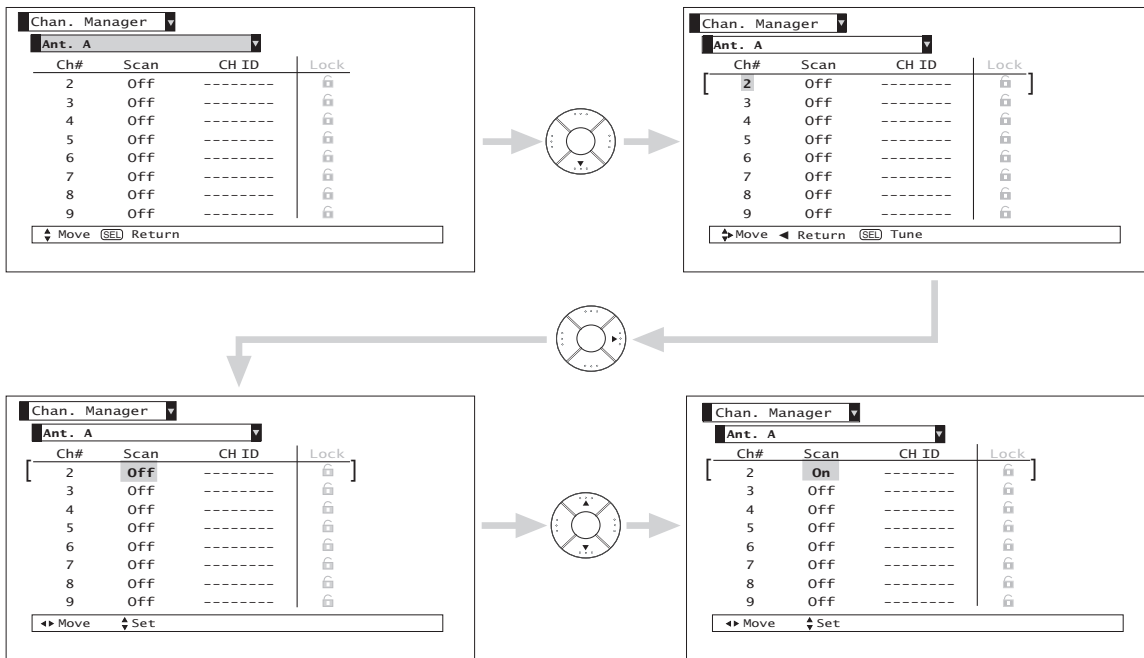 Chan. Manager
Ant. A
Ch# Scan CH ID Lock
2 Off --------
3 Off --------
4 Off --------
5 Off --------
6 Off --------
7 Off --------
8 Off --------
9 Off --------
Move SEL Return
Chan. Manager
Ant. A
Ch# Scan CH ID Lock
[ 2 Off -------- ]
3 Off --------
4 Off --------
5 Off --------
6 Off --------
7 Off --------
8 Off --------
9 Off --------
Move ◀ Return SEL Tune
Chan. Manager
Ant. A
Ch# Scan CH ID Lock
[ 2 Off -------- ]
3 Off --------
4 Off --------
5 Off --------
6 Off --------
7 Off --------
8 Off --------
9 Off --------
Move Set
Chan. Manager
Ant. A
Ch# Scan CH ID Lock
[ 2 On -------- ]
3 Off --------
4 Off --------
5 Off --------
6 Off --------
7 Off --------
8 Off --------
9 Off --------
Move Set